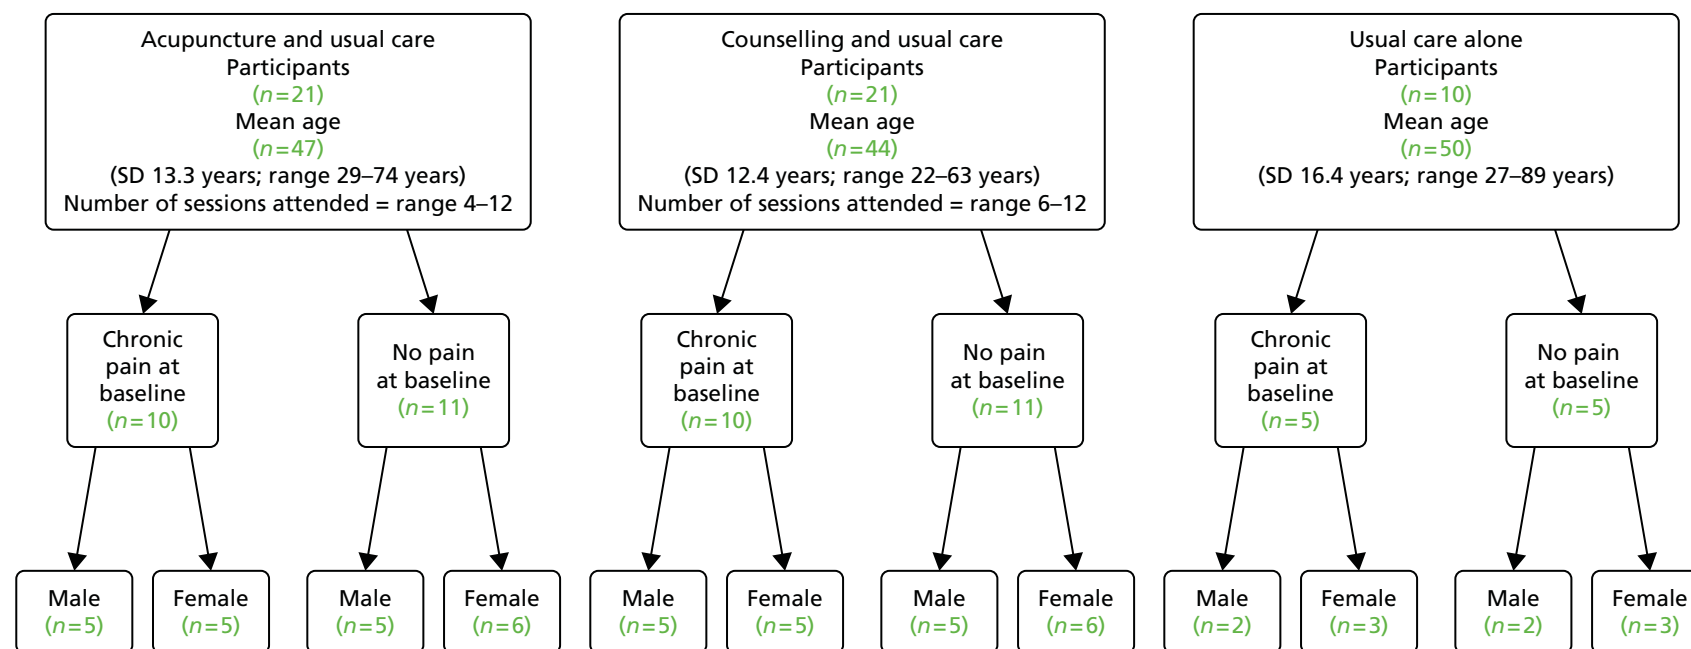 Acupuncture and usual care
Participants
(n=21)
Mean age
(n=47)
(SD 13.3 years; range 29–74 years)
Number of sessions attended = range 4–12
Counselling and usual care
Participants
(n=21)
Mean age
(n=44)
(SD 12.4 years; range 22–63 years)
Number of sessions attended = range 6–12
Usual care alone
Participants
(n=10)
Mean age
(n=50)
(SD 16.4 years; range 27–89 years)
Chronic
pain at
baseline
(n=10)
No pain
at baseline
(n=11)
Chronic
pain at
baseline
(n=10)
No pain
at baseline
(n=11)
Chronic
pain at
baseline
(n=5)
No pain
at baseline
(n=5)
Male
(n=5)
Female
(n=5)
Male
(n=5)
Female
(n=6)
Male
(n=5)
Female
(n=5)
Male
(n=5)
Female
(n=6)
Male
(n=2)
Female
(n=3)
Male
(n=2)
Female
(n=3)